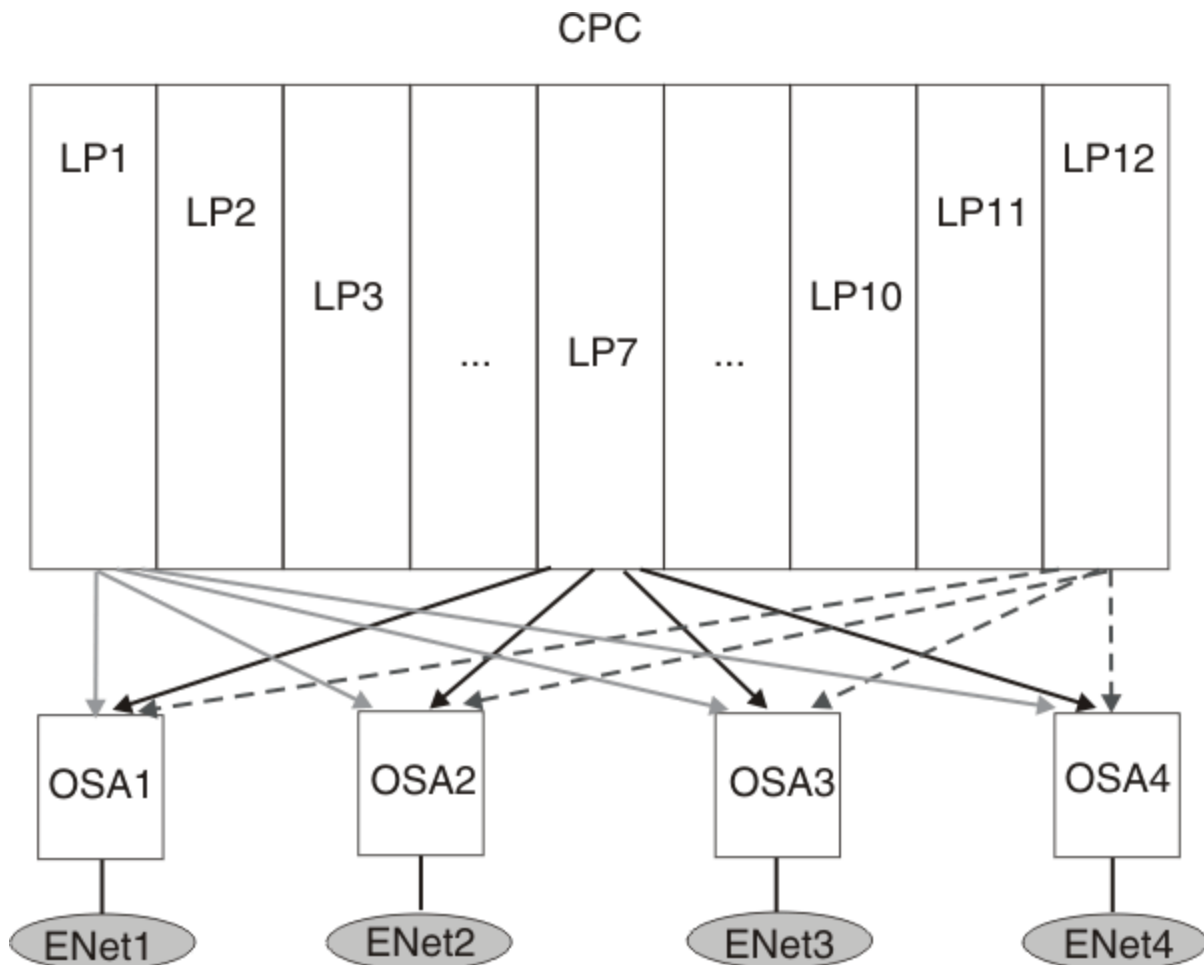 CPC
LP1
LP2
LP3
...
LP7
...
LP10
LP11
LP12
OSA1
OSA2
OSA3
OSA4
ENet1
ENet2
ENet3
ENet4